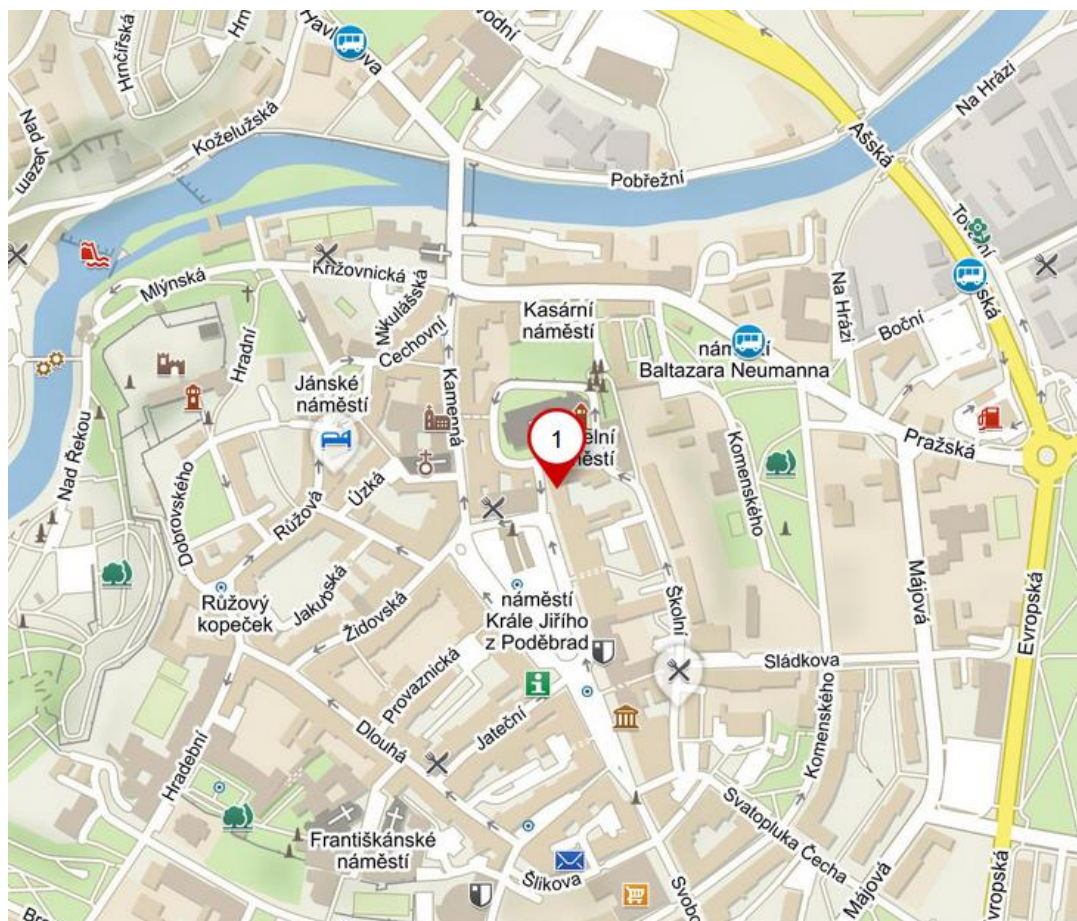 Hrnčířská
Havlíčkova
Koželužská
Nad Jezem
Pobřežní
Ašská
Na Hrázi
Tovární
Mlýnská
Křižovnická
Mikulášská
Cechovní
Hradní
Kasární
náměstí
náměstí
Baltazara Neumanna
Na Hrázi
Boční
Jánské
náměstí
Kamenná
1
Pražská
Nad Řekou
Dobrovského
Růžová
Úzká
Komenského
Májová
Evropská
Růžový
kopeček
Jakubská
Židovská
náměstí
Krále Jiřího
z Poděbrad
Školní
Sládkova
Provaznická
Jateční
Dlouhá
Hradební
Komenského
Františkánské
náměstí
Šlikova
Svatopluka Čecha
Májová